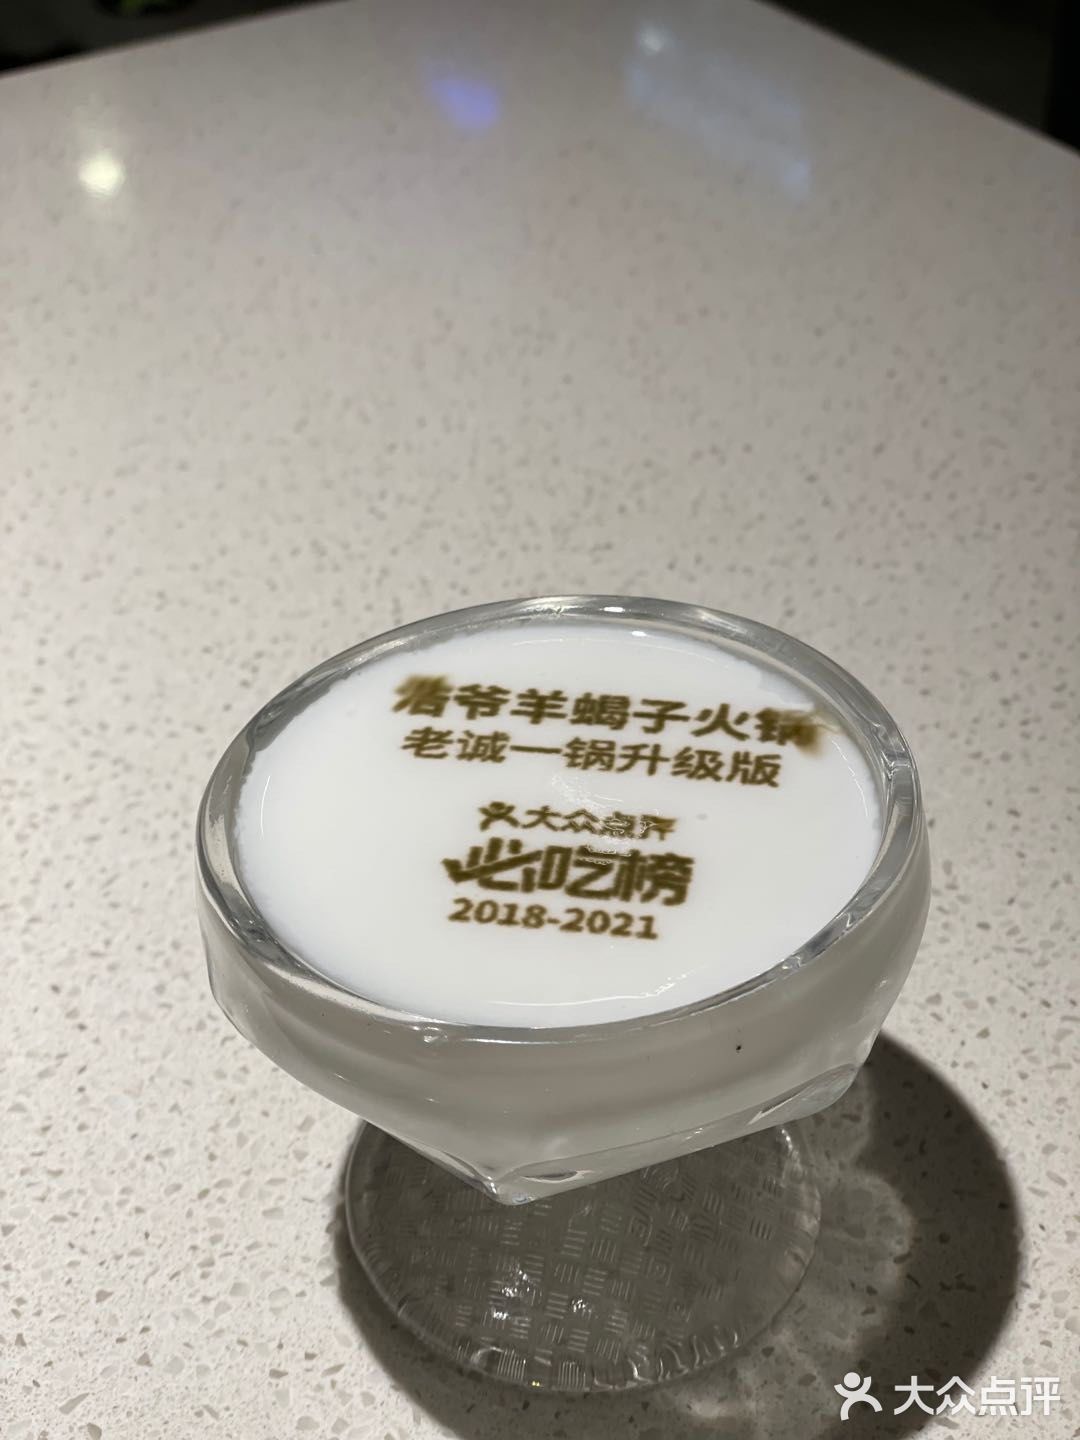 浩爷羊蝎子火锅
老诚一锅升级版
大众点评
必吃榜
2018-2021
大众点评